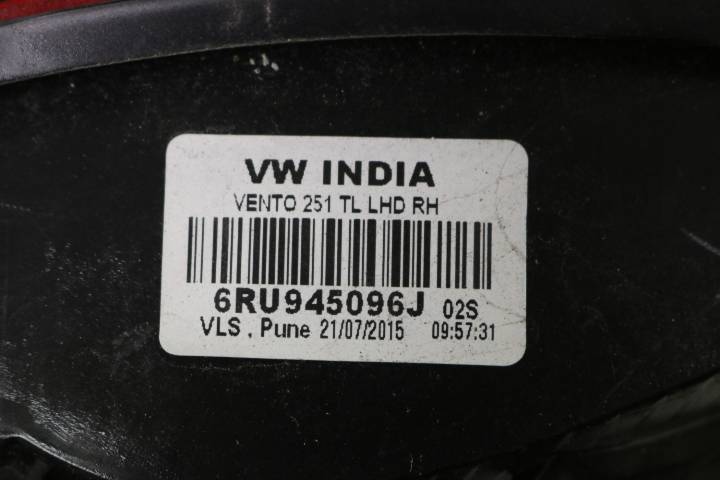 VW INDIA
VENTO 251 TL LHD RH
6RU945096J 02S
VLS , Pune 21/07/2015 09:57:31